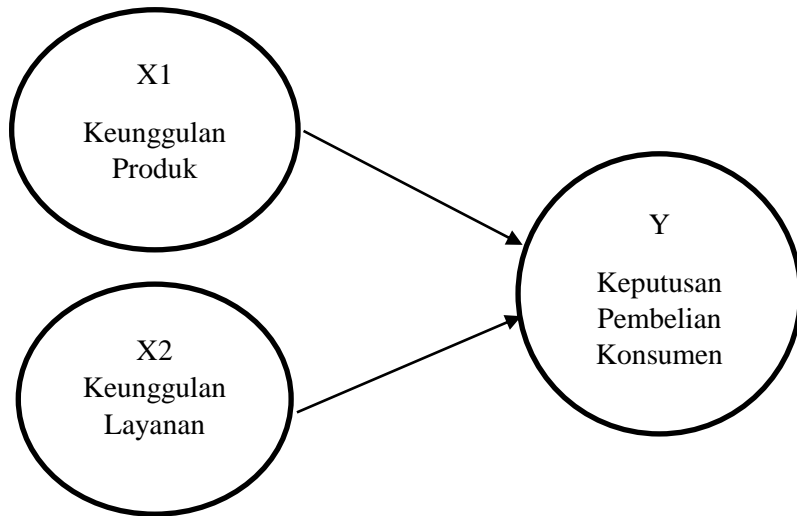 X1
Keunggulan
Produk
X2
Keunggulan
Layanan
Y
Keputusan
Pembelian
Konsumen